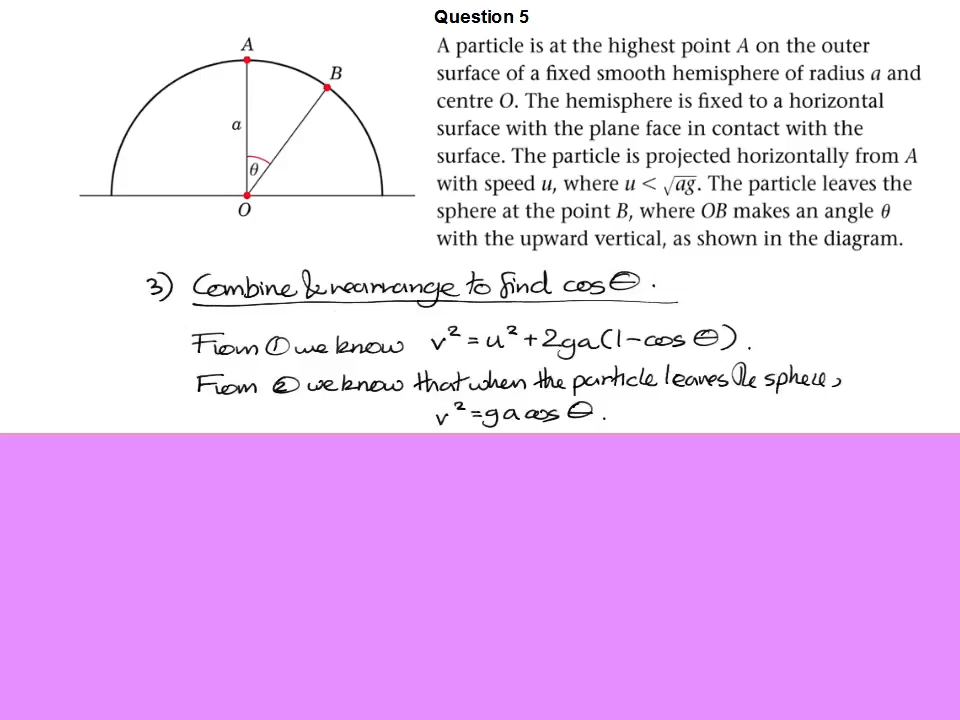 Question 5
A
B
a
θ
O
A particle is at the highest point A on the outer
surface of a fixed smooth hemisphere of radius a and
centre O. The hemisphere is fixed to a horizontal
surface with the plane face in contact with the
surface. The particle is projected horizontally from A
with speed u, where u < √ag. The particle leaves the
sphere at the point B, where OB makes an angle θ
with the upward vertical, as shown in the diagram.
3) Combine & rearrange to find cos θ.
From ① we know v² = u² + 2ga(1-cos θ).
From ② we know that when the particle leaves the sphere,
v² = ga cos θ.